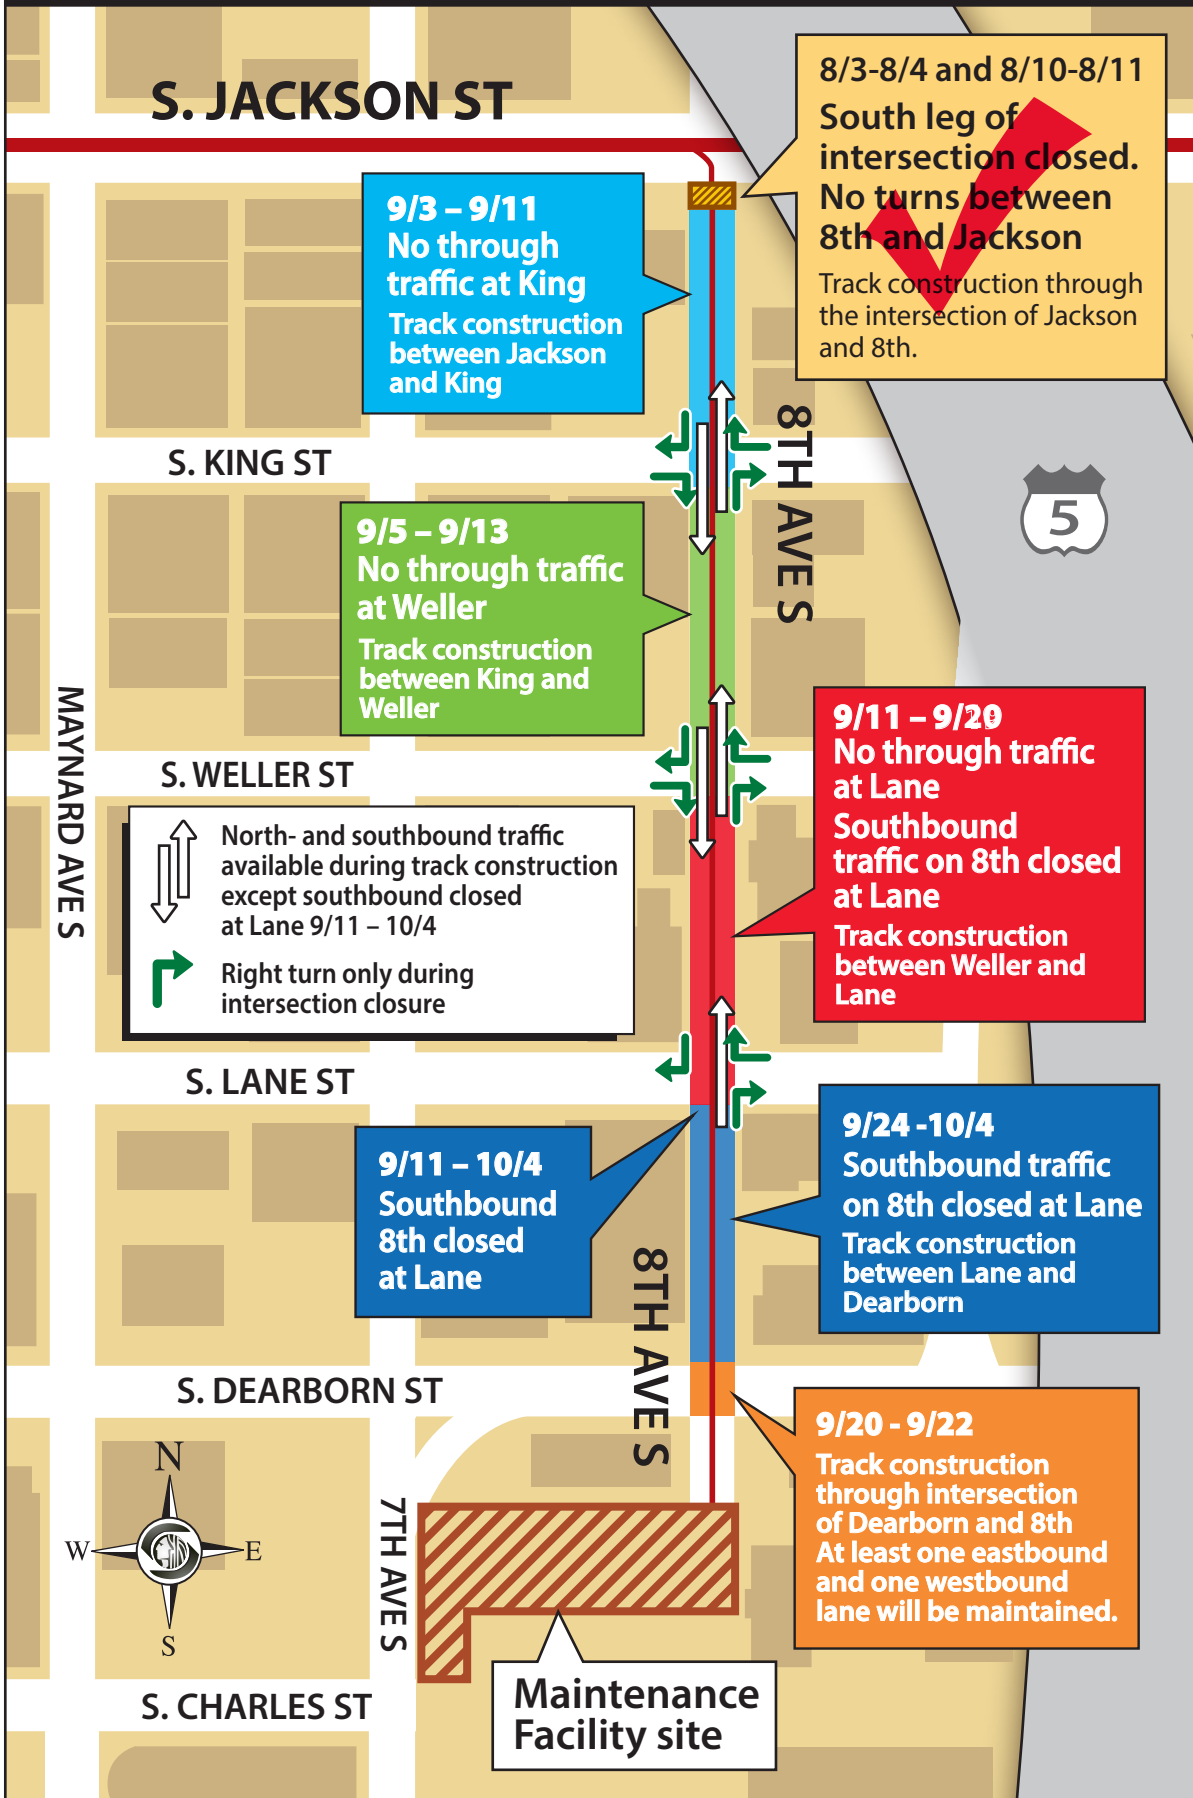 S. JACKSON ST
8/3-8/4 and 8/10-8/11
South leg of
intersection closed.
No turns between
8th and Jackson
Track construction through
the intersection of Jackson
and 8th.
9/3 – 9/11
No through
traffic at King
Track construction
between Jackson
and King
8TH AVE S
S. KING ST
5
9/5 – 9/13
No through traffic
at Weller
Track construction
between King and
Weller
MAYNARD AVE S
S. WELLER ST
9/11 –
No through traffic
at Lane
Southbound
traffic on 8th closed
at Lane
Track construction
between Weller and
Lane
North- and southbound traffic
available during track construction
except southbound closed
at Lane 9/11 – 10/4
Right turn only during
intersection closure
S. LANE ST
9/11 – 10/4
Southbound
8th closed
at Lane
9/24 -10/4
Southbound traffic
on 8th closed at Lane
Track construction
between Lane and
Dearborn
8TH AVE S
S. DEARBORN ST
9/20 - 9/22
Track construction
through intersection
of Dearborn and 8th
At least one eastbound
and one westbound
lane will be maintained.
N
W
E
S
7TH AVE S
S. CHARLES ST
Maintenance
Facility site